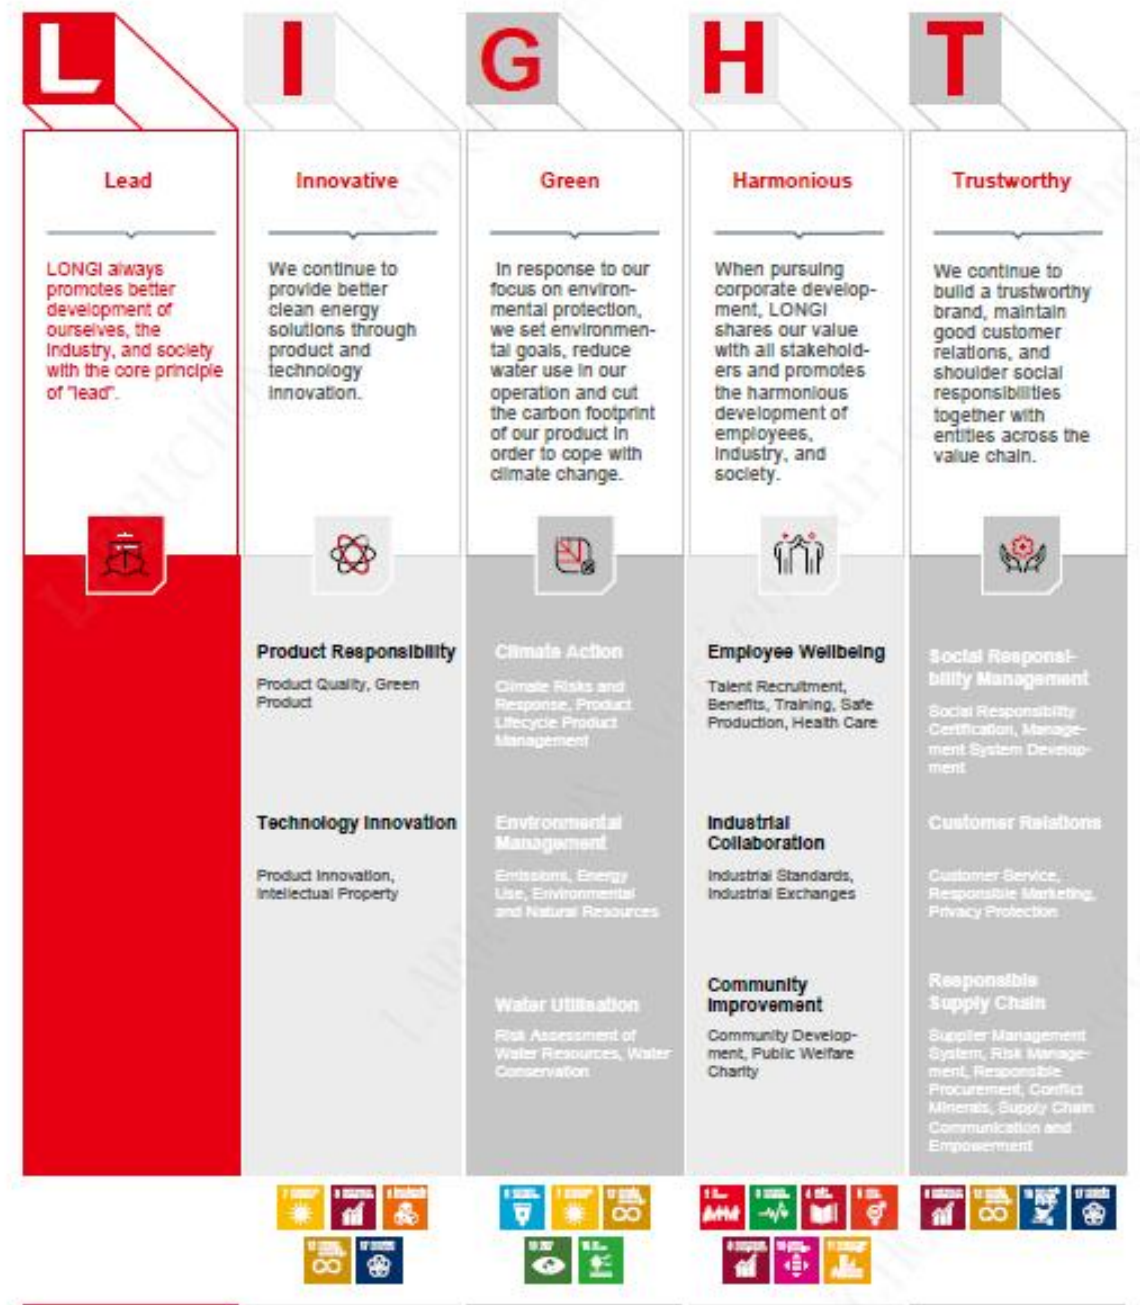 L
I
G
H
T
Lead
LONGi always
promotes better
development of
ourselves, the
industry, and society
with the core principle
of "lead".
Innovative
We continue to
provide better
clean energy
solutions through
product and
technology
innovation.
Product Responsibility
Product Quality, Green
Product
Technology Innovation
Product Innovation,
Intellectual Property
Green
In response to our
focus on environ-
mental protection,
we set environmen-
tal goals, reduce
water use in our
operation and cut
the carbon footprint
of our product in
order to cope with
climate change.
Climate Action
Climate Risks and
Response, Product
Lifecycle Product
Management
Environmental
Management
Emissions, Energy
Use, Environmental
and Natural Resources
Water Utilisation
Risk Assessment of
Water Resources, Water
Conservation
Harmonious
When pursuing
corporate develop-
ment, LONGi
shares our value
with all stakehold-
ers and promotes
the harmonious
development of
employees,
industry, and
society.
Employee Wellbeing
Talent Recruitment,
Benefits, Training, Safe
Production, Health Care
Industrial
Collaboration
Industrial Standards,
Industrial Exchanges
Community
Improvement
Community Develop-
ment, Public Welfare
Charity
Trustworthy
We continue to
build a trustworthy
brand, maintain
good customer
relations, and
shoulder social
responsibilities
together with
entities across the
value chain.
Social Responsi-
bility Management
Social Responsibility
Certification, Manage-
ment System Develop-
ment
Customer Relations
Customer Service,
Responsible Marketing,
Privacy Protection
Responsible
Supply Chain
Supplier Management
System, Risk Manage-
ment, Responsible
Procurement, Conflict
Minerals, Supply Chain
Communication and
Empowerment